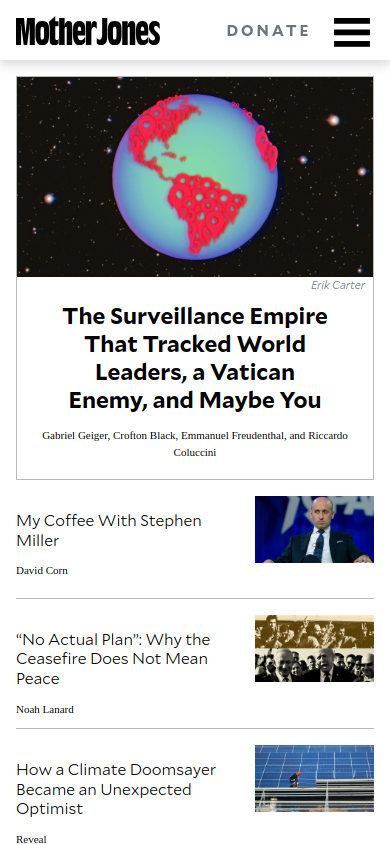 Mother Jones
DONATE
Erik Carter
The Surveillance Empire
That Tracked World
Leaders, a Vatican
Enemy, and Maybe You
Gabriel Geiger, Crofton Black, Emmanuel Freudenthal, and Riccardo
Coluccini
My Coffee With Stephen
Miller
David Corn
“No Actual Plan”: Why the
Ceasefire Does Not Mean
Peace
Noah Lanard
How a Climate Doomsayer
Became an Unexpected
Optimist
Reveal